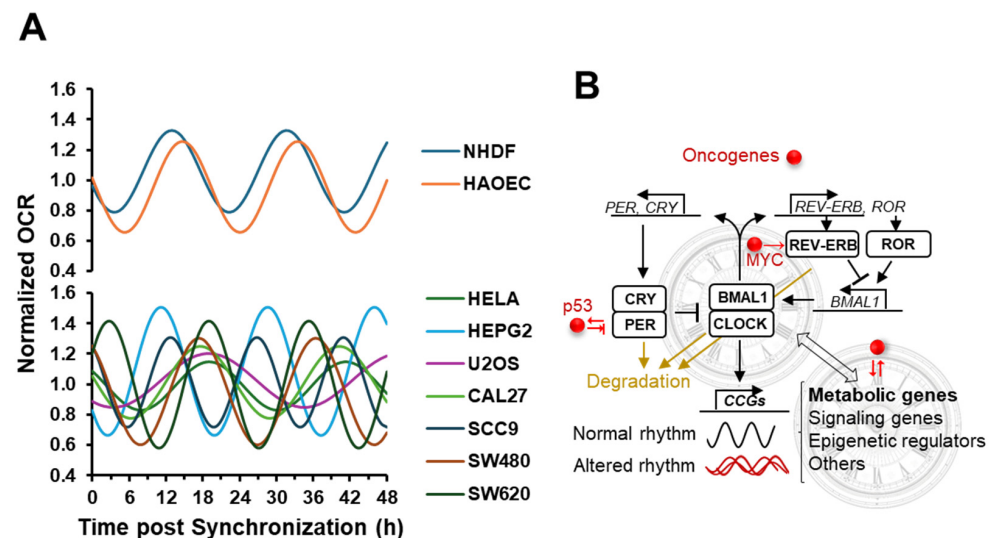 A
1.6
1.4
1.2
1.0
0.8
0.6
0.4
NHDF
HAOEC
Normalized OCR
1.6
1.4
1.2
1.0
0.8
0.6
0.4
HELA
HEPG2
U2OS
CAL27
SCC9
SW480
SW620
0 6 12 18 24 30 36 42 48
Time post Synchronization (h)
B
Oncogenes
PER, CRY
REV-ERB, ROR
MYC
REV-ERB
ROR
p53
CRY
PER
BMAL1
CLOCK
BMAL1
Degradation
CCGs
Normal rhythm
Altered rhythm
Metabolic genes
Signaling genes
Epigenetic regulators
Others